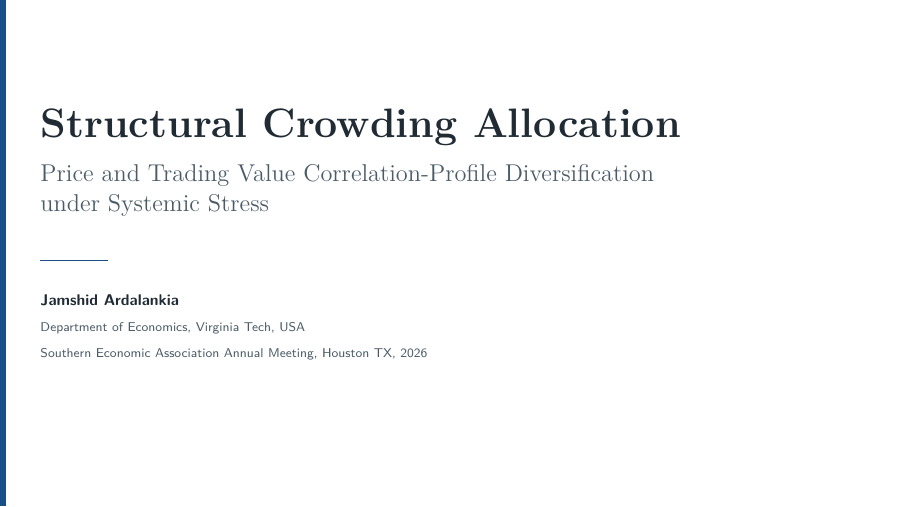 Structural Crowding Allocation
Price and Trading Value Correlation-Profile Diversification
under Systemic Stress
Jamshid Ardalankia
Department of Economics, Virginia Tech, USA
Southern Economic Association Annual Meeting, Houston TX, 2026